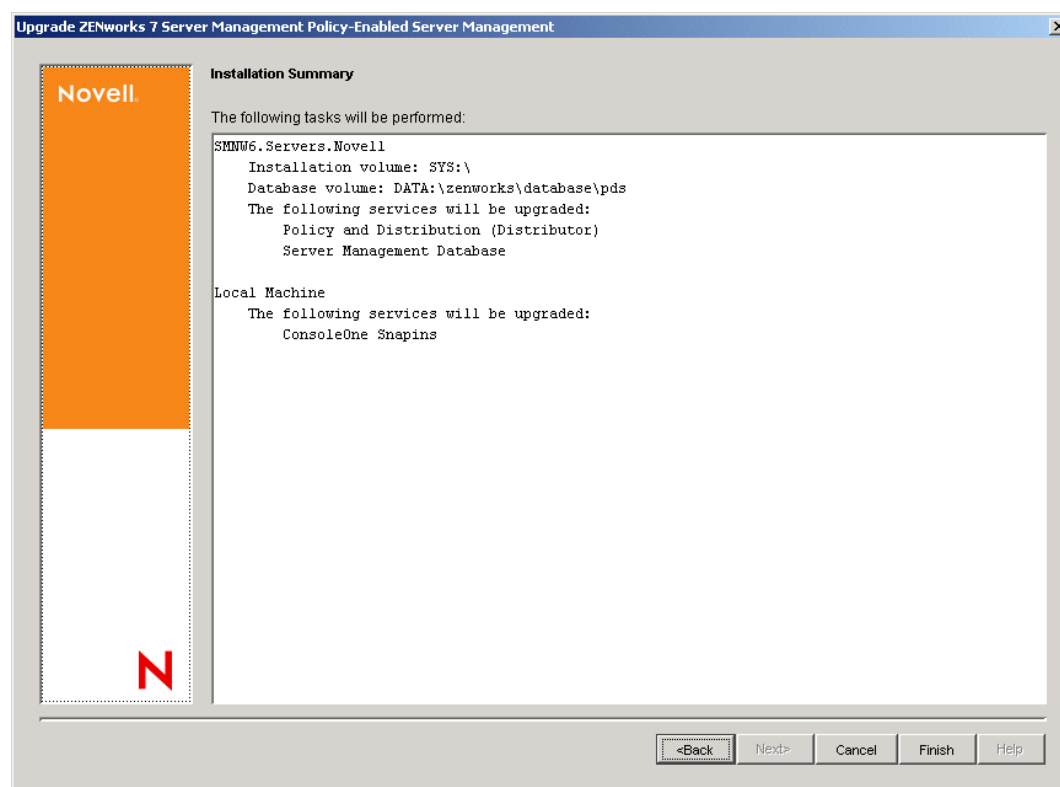 Upgrade ZENworks 7 Server Management Policy-Enabled Server Management
Novell.
Installation Summary
The following tasks will be performed:
SMNW6.Servers.Novell
Installation volume: SYS:\
Database volume: DATA:\zenworks\database\pds
The following services will be upgraded:
Policy and Distribution (Distributor)
Server Management Database
Local Machine
The following services will be upgraded:
ConsoleOne Snapins
N
<Back Next> Cancel Finish Help